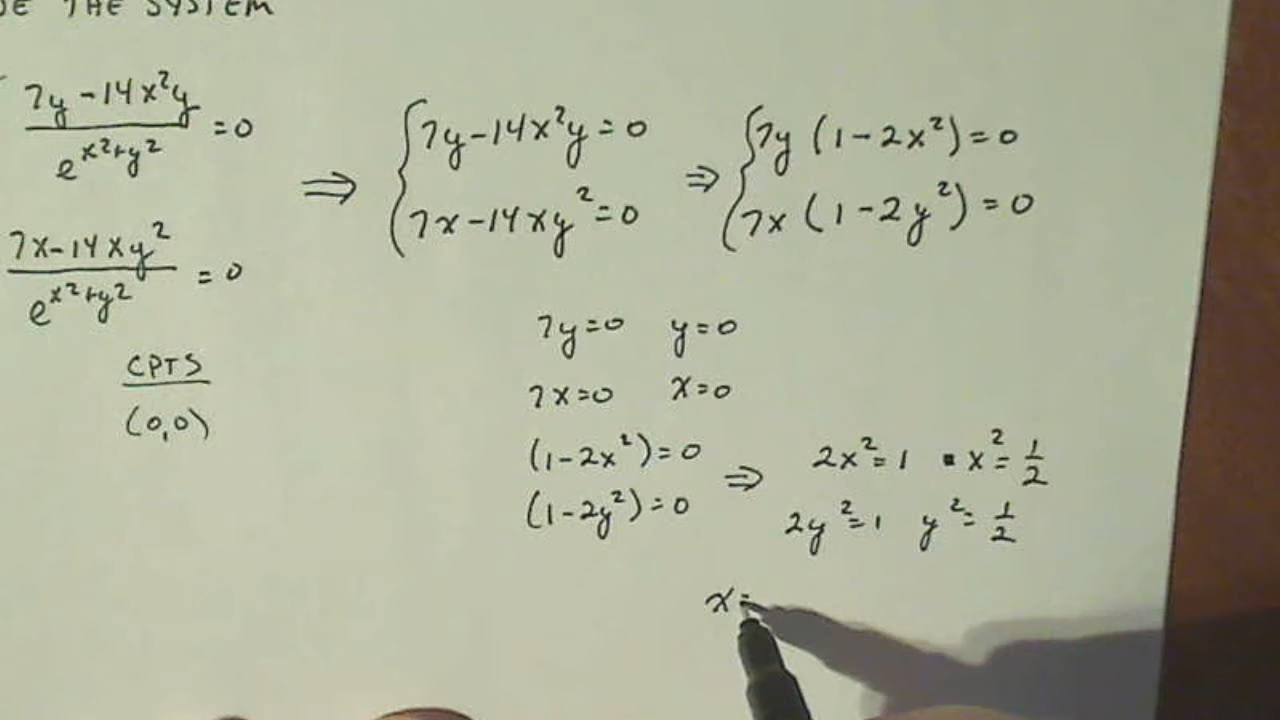 THE SYSTEM
7y-14x²y / e^(x²+y²) = 0
7x-14xy² / e^(x²+y²) = 0
CPTS
(0,0)
⇒ { 7y-14x²y=0
7x-14xy²=0
⇒ { 7y (1-2x²)=0
7x (1-2y²)=0
7y=0 y=0
7x=0 x=0
(1-2x²)=0
(1-2y²)=0
⇒ 2x²=1 x²=1/2
2y²=1 y²=1/2
x=